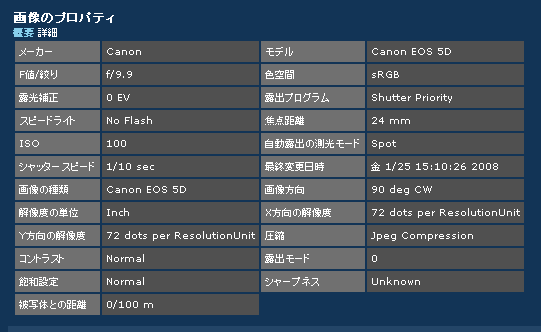 画像のプロパティ
概要 詳細
メーカー Canon モデル Canon EOS 5D
F値/絞り f/9.9 色空間 sRGB
露光補正 0 EV 露出プログラム Shutter Priority
スピードライト No Flash 焦点距離 24 mm
ISO 100 自動露出の測光モード Spot
シャッタースピード 1/10 sec 最終変更日時 金 1/25 15:10:26 2008
画像の種類 Canon EOS 5D 画像方向 90 deg CW
解像度の単位 Inch X方向の解像度 72 dots per ResolutionUnit
Y方向の解像度 72 dots per ResolutionUnit 圧縮 Jpeg Compression
コントラスト Normal 露出モード 0
飽和設定 Normal シャープネス Unknown
被写体との距離 0/100 m